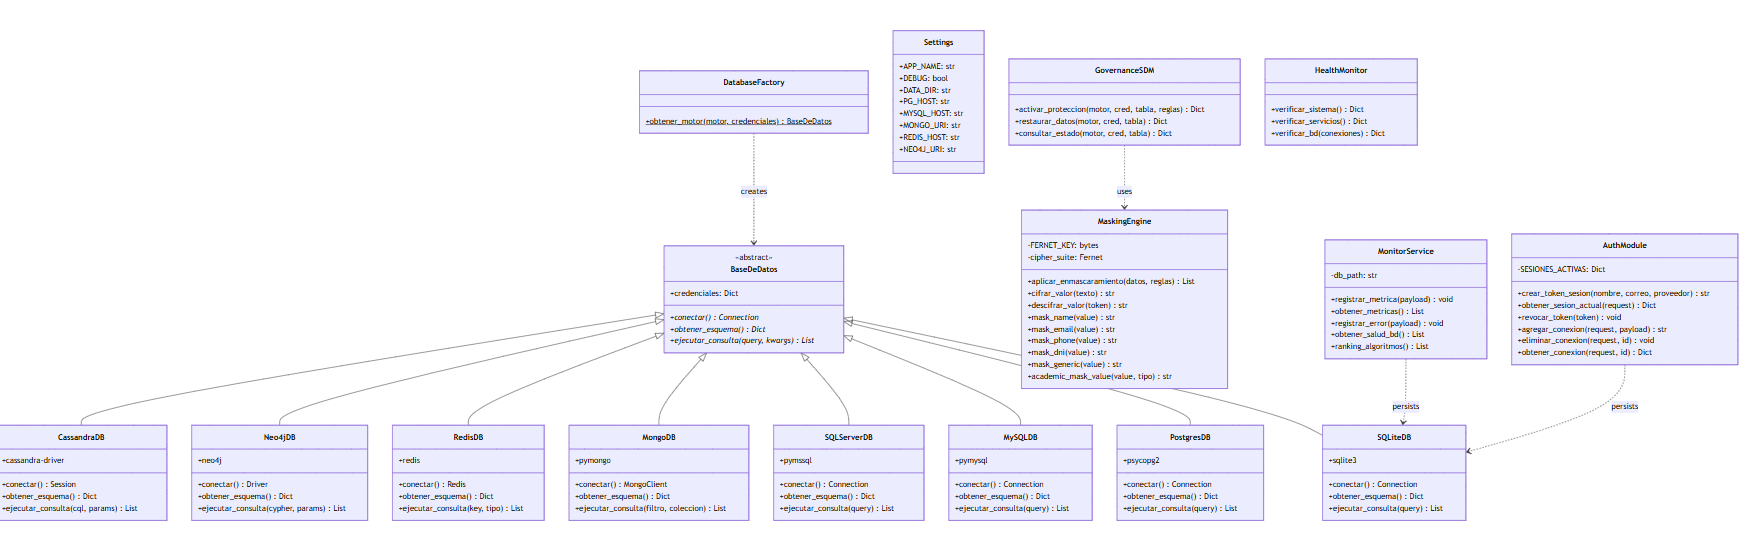 Settings
+APP_NAME: str
+DEBUG: bool
+DATA_DIR: str
+PG_HOST: str
+MYSQL_HOST: str
+MONGO_URI: str
+REDIS_HOST: str
+NEO4J_URI: str
DatabaseFactory
+obtener_motor(motor, credenciales) : BaseDeDatos
GovernanceSDM
+activar_proteccion(motor, cred, tabla, reglas) : Dict
+restaurar_datos(motor, cred, tabla) : Dict
+consultar_estado(motor, cred, tabla) : Dict
HealthMonitor
+verificar_sistema() : Dict
+verificar_servicios() : Dict
+verificar_bd(conexiones) : Dict
creates
uses
«abstract»
BaseDeDatos
+credenciales: Dict
+conectar() : Connection
+obtener_esquema() : Dict
+ejecutar_consulta(query, kwargs) : List
MaskingEngine
-FERNET_KEY: bytes
-cipher_suite: Fernet
+aplicar_enmascaramiento(datos, reglas) : List
+cifrar_valor(texto) : str
+descifrar_valor(token) : str
+mask_name(value) : str
+mask_email(value) : str
+mask_phone(value) : str
+mask_dni(value) : str
+mask_generic(value) : str
+academic_mask_value(value, tipo) : str
MonitorService
-db_path: str
+registrar_metrica(payload) : void
+obtener_metricas() : List
+registrar_error(payload) : void
+obtener_salud_bd() : List
+ranking_algoritmos() : List
AuthModule
-SESIONES_ACTIVAS: Dict
+crear_token_sesion(nombre, correo, proveedor) : str
+obtener_sesion_actual(request) : Dict
+revocar_token(token) : void
+agregar_conexion(request, payload) : str
+eliminar_conexion(request, id) : void
+obtener_conexion(request, id) : Dict
persists
persists
CassandraDB
+cassandra-driver
+conectar() : Session
+obtener_esquema() : Dict
+ejecutar_consulta(cql, params) : List
Neo4jDB
+neo4j
+conectar() : Driver
+obtener_esquema() : Dict
+ejecutar_consulta(cypher, params) : List
RedisDB
+redis
+conectar() : Redis
+obtener_esquema() : Dict
+ejecutar_consulta(key, tipo) : List
MongoDB
+pymongo
+conectar() : MongoClient
+obtener_esquema() : Dict
+ejecutar_consulta(filtro, coleccion) : List
SQLServerDB
+pymssql
+conectar() : Connection
+obtener_esquema() : Dict
+ejecutar_consulta(query) : List
MySQLDB
+pymysql
+conectar() : Connection
+obtener_esquema() : Dict
+ejecutar_consulta(query) : List
PostgresDB
+psycopg2
+conectar() : Connection
+obtener_esquema() : Dict
+ejecutar_consulta(query) : List
SQLiteDB
+sqlite3
+conectar() : Connection
+obtener_esquema() : Dict
+ejecutar_consulta(query) : List